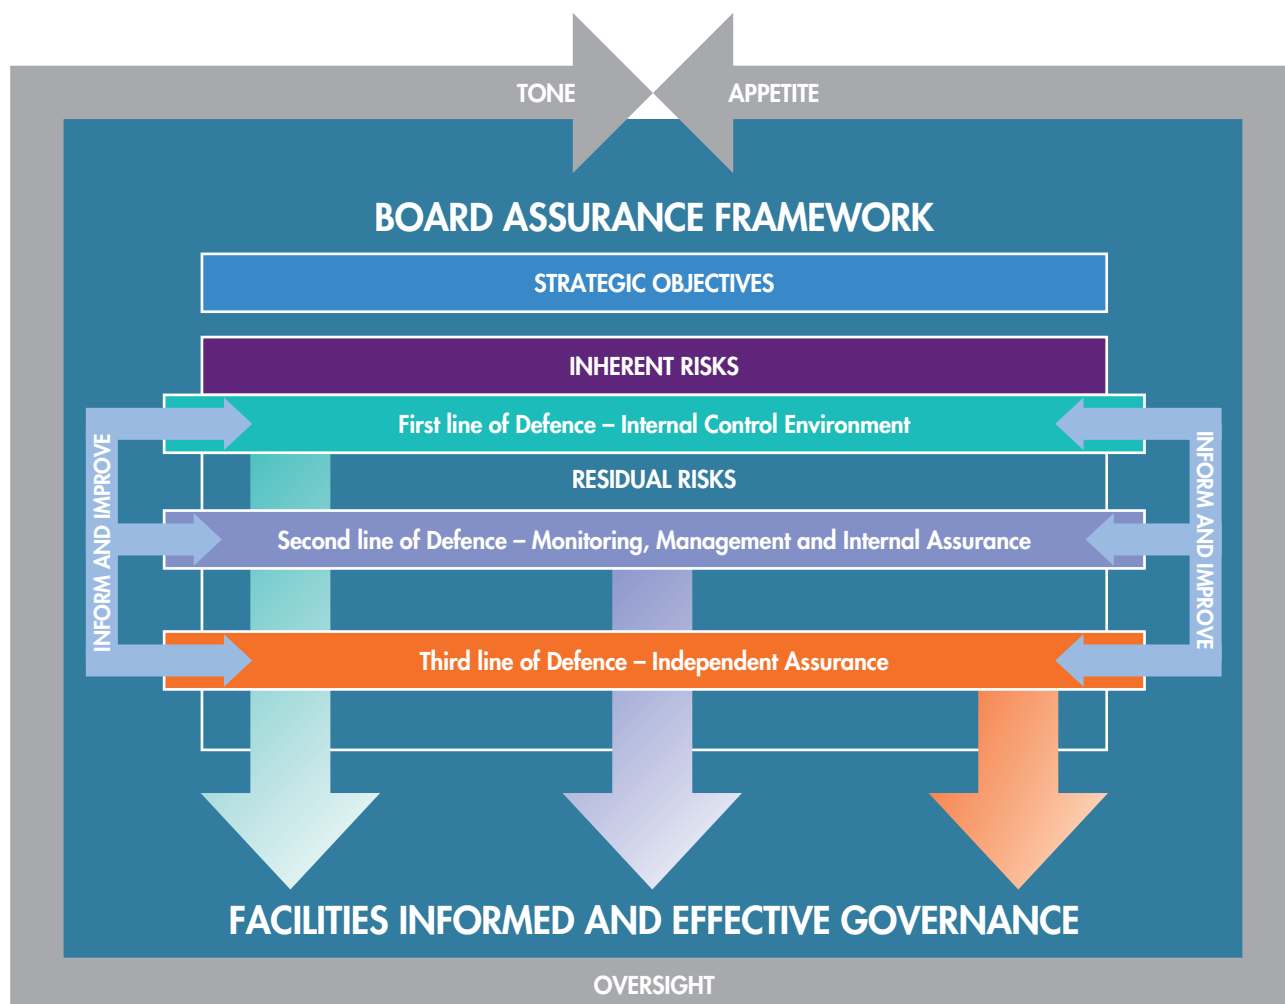 TONE
APPETITE
BOARD ASSURANCE FRAMEWORK
STRATEGIC OBJECTIVES
INHERENT RISKS
First line of Defence – Internal Control Environment
INFORM AND IMPROVE
INFORM AND IMPROVE
RESIDUAL RISKS
Second line of Defence – Monitoring, Management and Internal Assurance
Third line of Defence – Independent Assurance
FACILITIES INFORMED AND EFFECTIVE GOVERNANCE
OVERSIGHT